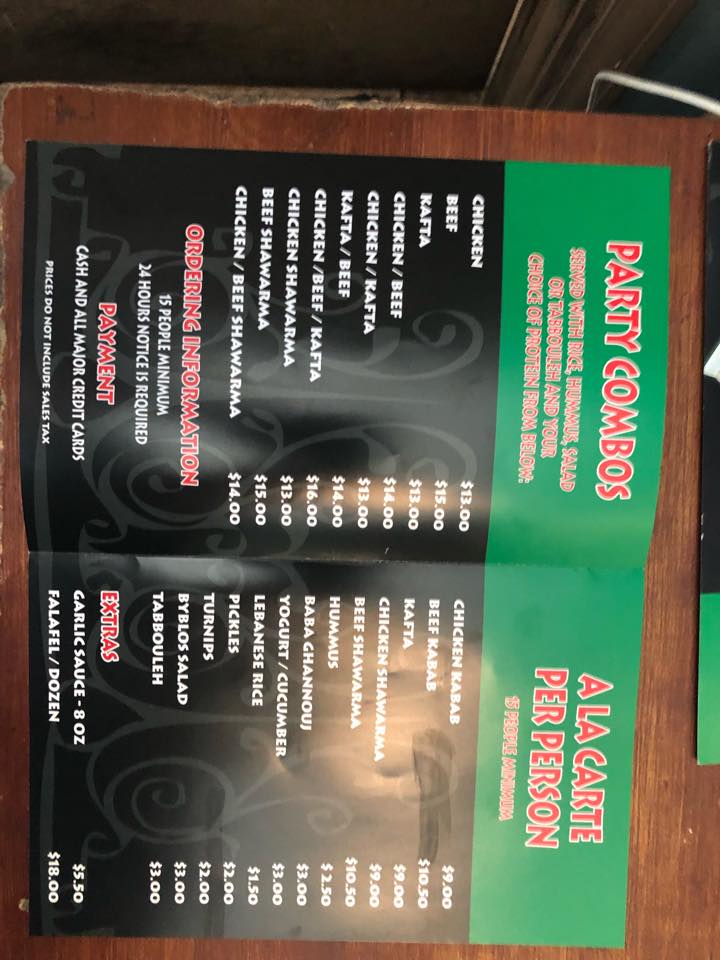 PARTY COMBOS
SERVED WITH RICE, HUMMUS, SALAD
OR TABBOULEH AND YOUR
CHOICE OF PROTEIN FROM BELOW:
CHICKEN $13.00
BEEF $15.00
KAFTA $13.00
CHICKEN / BEEF $14.00
CHICKEN / KAFTA $13.00
KAFTA / BEEF $14.00
CHICKEN /BEEF / KAFTA $16.00
CHICKEN SHAWARMA $13.00
BEEF SHAWARMA $15.00
CHICKEN / BEEF SHAWARMA $14.00
ORDERING INFORMATION
15 PEOPLE MINIMUM
24 HOURS NOTICE IS REQUIRED
PAYMENT
CASH AND ALL MAJOR CREDIT CARDS
PRICES DO NOT INCLUDE SALES TAX
A LA CARTE
PER PERSON
15 PEOPLE MINIMUM
CHICKEN KABAB $9.00
BEEF KABAB $10.50
KAFTA $9.00
CHICKEN SHAWARMA $9.00
BEEF SHAWARMA $10.50
HUMMUS $ 2.50
BABA GHANNOUJ $3.00
YOGURT / CUCUMBER $3.00
LEBANESE RICE $1.50
PICKLES $2.00
TURNIPS $2.00
BYBLOS SALAD $3.00
TABBOULEH $3.00
EXTRAS
GARLIC SAUCE - 8 OZ $5.50
FALAFEL / DOZEN $18.00